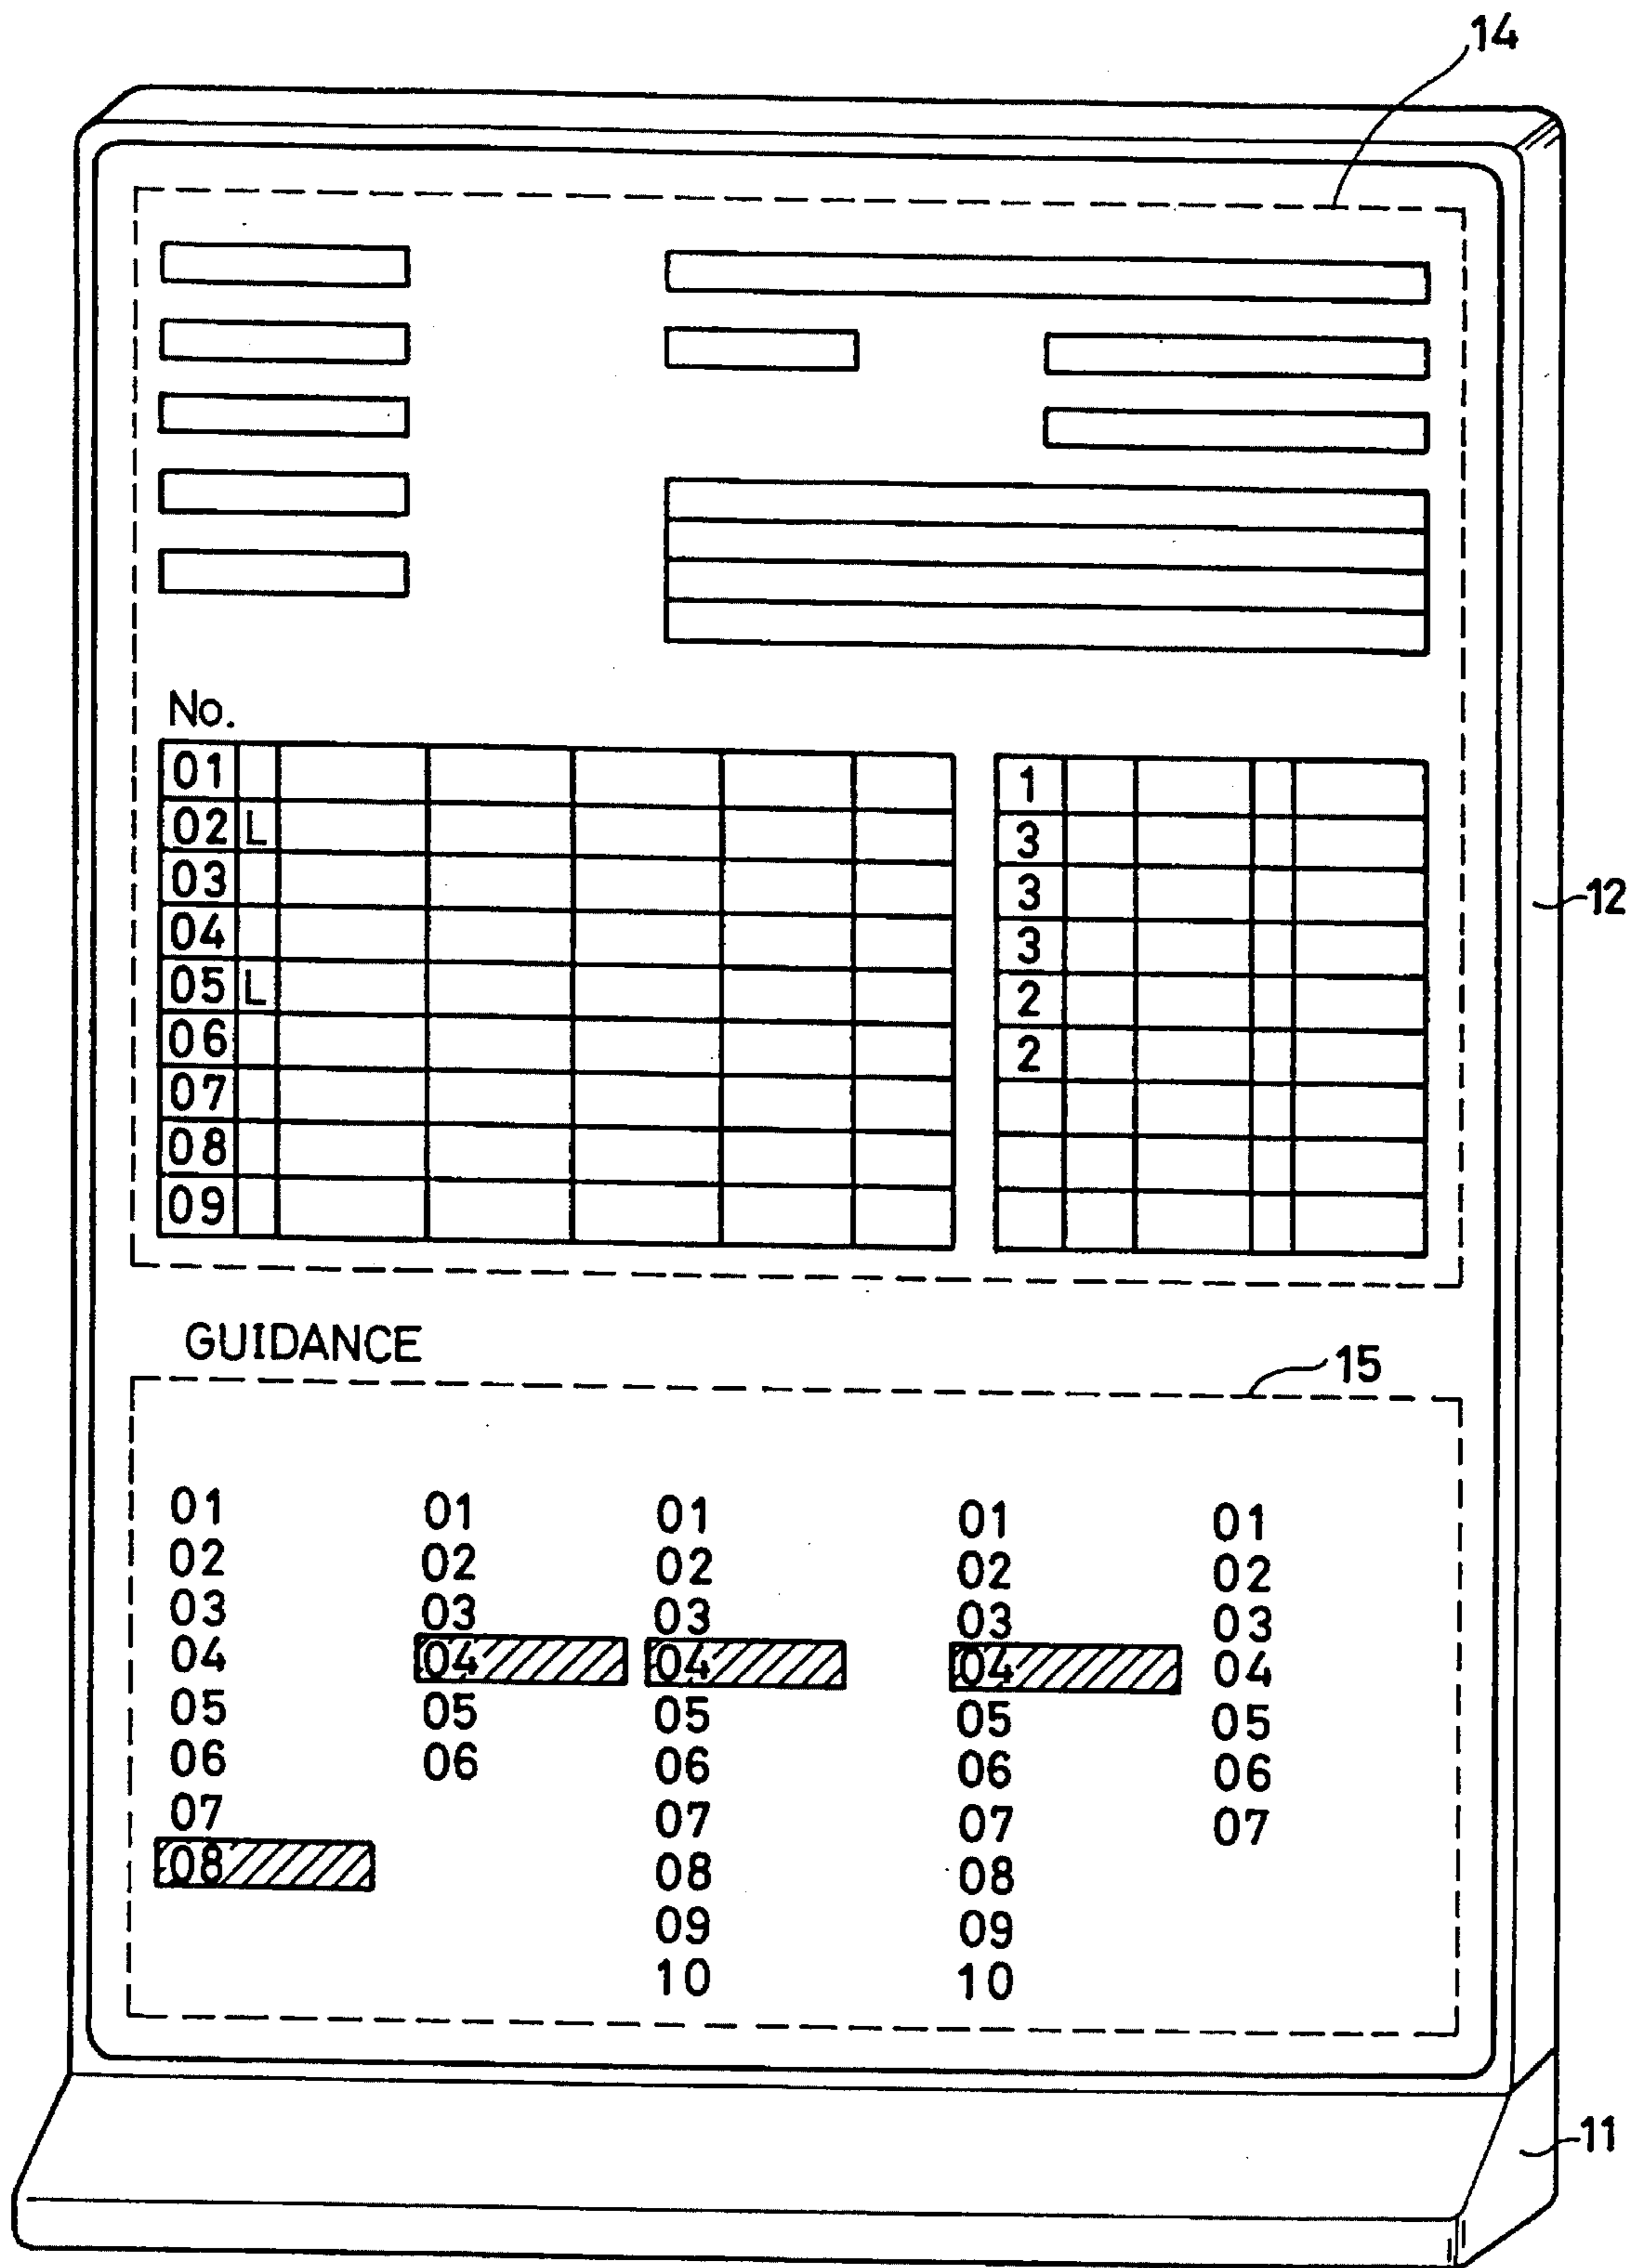 14
No.
01 1
02 L 3
03 3
04 3
05 L 2
06 2
07
08
09
12
GUIDANCE
15
01 01 01 01 01
02 02 02 02 02
03 03 03 03 03
04 04 04 04 04
05 05 05 05 05
06 06 06 06 06
07 07 07 07
08 08 08
09 09
10 10
11